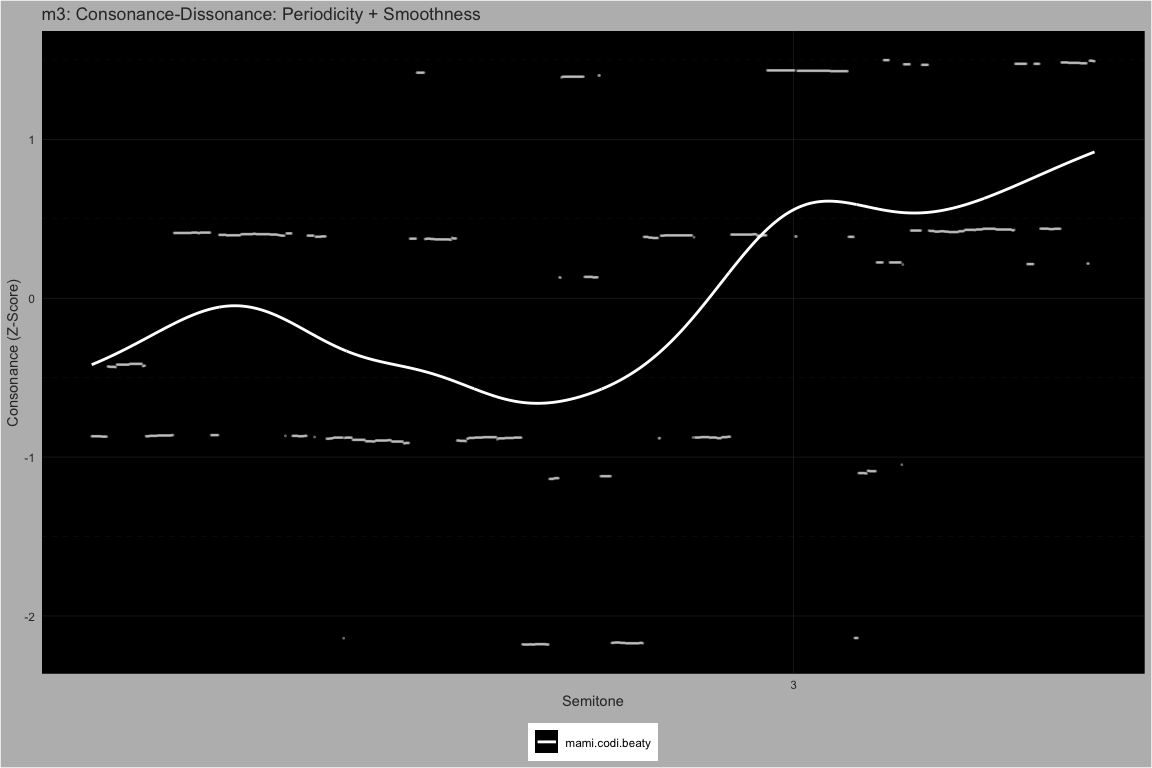 m3: Consonance-Dissonance: Periodicity + Smoothness
Consonance (Z-Score)
1
0
-1
-2
3
Semitone
mami.codi.beaty